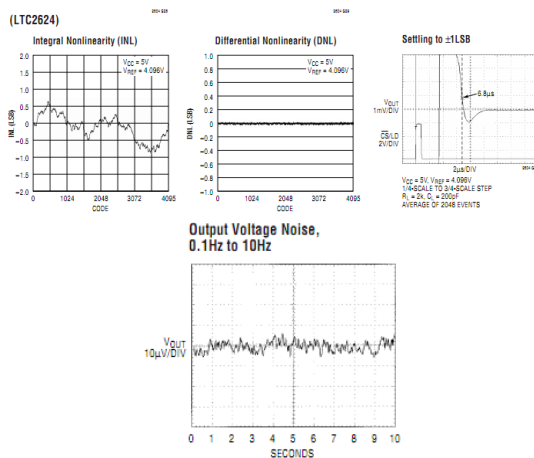 (LTC2624)
Integral Nonlinearity (INL)
VCC = 5V
VREF = 4.096V
INL (LSB)
2.0
1.5
1.0
0.5
0
−0.5
−1.0
−1.5
−2.0
0 1024 2048 3072 4095
CODE
Differential Nonlinearity (DNL)
VCC = 5V
VREF = 4.096V
DNL (LSB)
1.0
0.8
0.6
0.4
0.2
0
−0.2
−0.4
−0.6
−0.8
−1.0
0 1024 2048 3072 4095
CODE
Settling to ±1LSB
6.8µs
VOUT
1mV/DIV
CS/LD
2V/DIV
2µs/DIV
VCC = 5V, VREF = 4.096V
1/4-SCALE TO 3/4-SCALE STEP
RL = 2k, CL = 200pF
AVERAGE OF 2048 EVENTS
Output Voltage Noise,
0.1Hz to 10Hz
VOUT
10µV/DIV
0 1 2 3 4 5 6 7 8 9 10
SECONDS